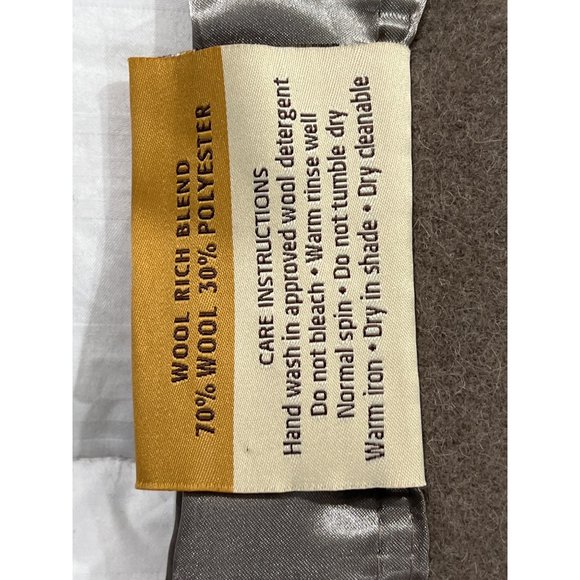 WOOL RICH BLEND
70% WOOL 30% POLYESTER
CARE INSTRUCTIONS
Hand wash in approved wool detergent
Do not bleach • Warm rinse well
Normal spin • Do not tumble dry
Warm iron • Dry in shade • Dry cleanable